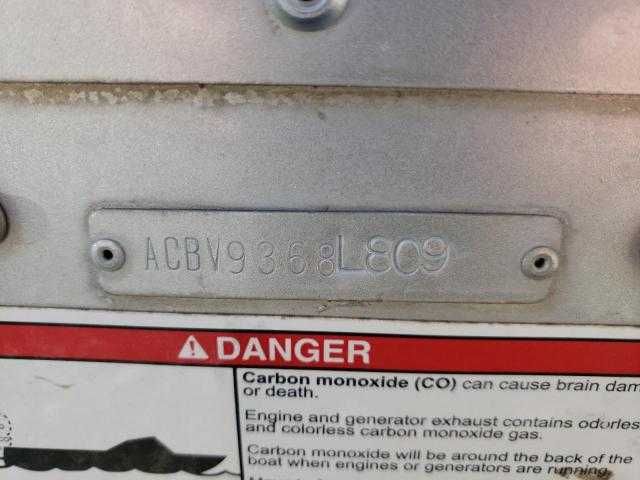 ACBV9368L809
DANGER
Carbon monoxide (CO) can cause brain dam
or death.
Engine and generator exhaust contains odorles
and colorless carbon monoxide gas.
Carbon monoxide will be around the back of the
boat when engines or generators are running.